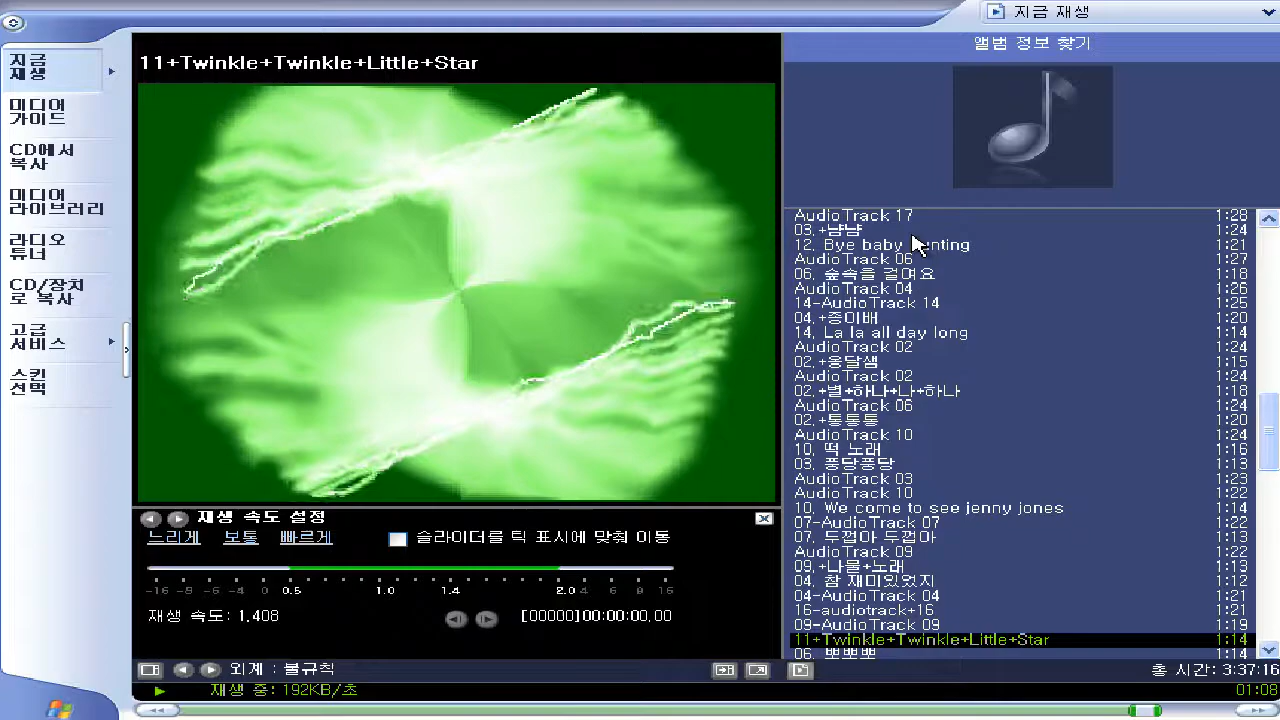 지금 재생
지금
재생
미디어
가이드
CD에서
복사
미디어
라이브러리
라디오
튜너
CD/장치
로 복사
고급
서비스
스킨
선택
11+Twinkle+Twinkle+Little+Star
재생 속도 설정
느리게 보통 빠르게 슬라이더를 틱 표시에 맞춰 이동
-16 -9 -6 -4 0 0.5 1.0 1.4 2.0 4 6 8 16
재생 속도: 1.408 [00000]00:00:00.00
외계 : 불규칙
재생 중: 192KB/초
앨범 정보 찾기
AudioTrack 17 1:28
03.+냠냠 1:24
12. Bye baby nting 1:21
AudioTrack 06 1:27
06. 숲속을 걸어요 1:18
AudioTrack 04 1:26
14-AudioTrack 14 1:25
04.+종이배 1:20
14. La la all day long 1:14
AudioTrack 02 1:24
02.+옹달샘 1:15
AudioTrack 02 1:24
02.+별+하나+나+하나 1:18
AudioTrack 06 1:24
02.+통통통 1:20
AudioTrack 10 1:24
10. 떡 노래 1:16
03. 퐁당퐁당 1:13
AudioTrack 03 1:23
AudioTrack 10 1:22
10. We come to see jenny jones 1:14
07-AudioTrack 07 1:22
07. 두껍아 두껍아 1:13
AudioTrack 09 1:22
09.+나물+노래 1:13
04. 참 재미있었지 1:12
04-AudioTrack 04 1:21
16-audiotrack+16 1:21
09-AudioTrack 09 1:19
11+Twinkle+Twinkle+Little+Star 1:14
06. 뽀뽀뽀 1:14
총 시간: 3:37:16
01:08